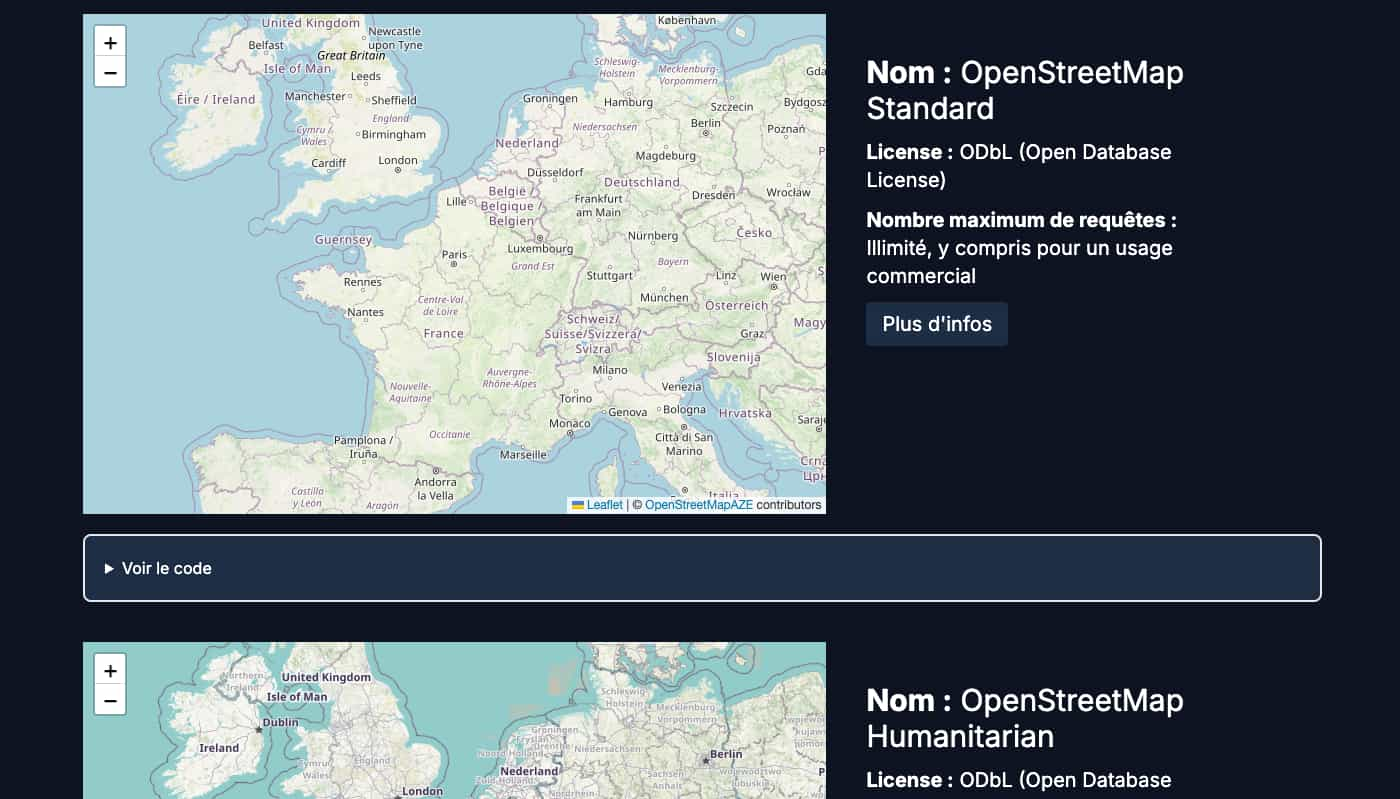 +
−
United Kingdom
Newcastle
upon Tyne
København
Belfast
Great Britain
Isle of Man
Leeds
Schleswig-
Holstein
Mecklenburg-
Vorpommern
Éire / Ireland
Manchester
Sheffield
Groningen
Hamburg
Szczecin
Bydgosz
England
Cymru /
Wales
Birmingham
Niedersachsen
Berlin
Poznań
Nederland
Cardiff
London
Magdeburg
Düsseldorf
Deutschland
Lille
België /
Belgique /
Belgien
Frankfurt
am Main
Dresden
Wrocław
Guernsey
Luxembourg
Nürnberg
Česko
Paris
Grand Est
Bayern
Rennes
Stuttgart
Linz
Wien
München
Centre-Val
de Loire
Nantes
Österreich
France
Schweiz/
Suisse/Svizzera/
Svizra
Graz
Magy
Slovenija
Milano
Auvergne-
Rhône-Alpes
Nouvelle-
Aquitaine
Venezia
Torino
Genova
Bologna
Hrvatska
Monaco
Saraje
Occitanie
Pamplona /
Iruña
Marseille
Città di San
Marino
Crna
Андorra
Andorra
la Vella
Castilla
y León
Aragón
Italia
Leaflet | © OpenStreetMapAZE contributors
Nom : OpenStreetMap
Standard
License : ODbL (Open Database
License)
Nombre maximum de requêtes :
Illimité, y compris pour un usage
commercial
Plus d'infos
▶ Voir le code
+
−
United Kingdom
Northern
Ireland
Isle of Man
Dublin
Ireland
Cymru
Wales
England
London
Schleswig-
Holstein
Mecklenburg
Vorpommern
Groningen
Fryslân
Drenthe
Noord-Holland
Niedersachsen
Berlin
Nederland
Zuid-Holland
Sachsen
Anhalt
Nordrhein
Nom : OpenStreetMap
Humanitarian
License : ODbL (Open Database